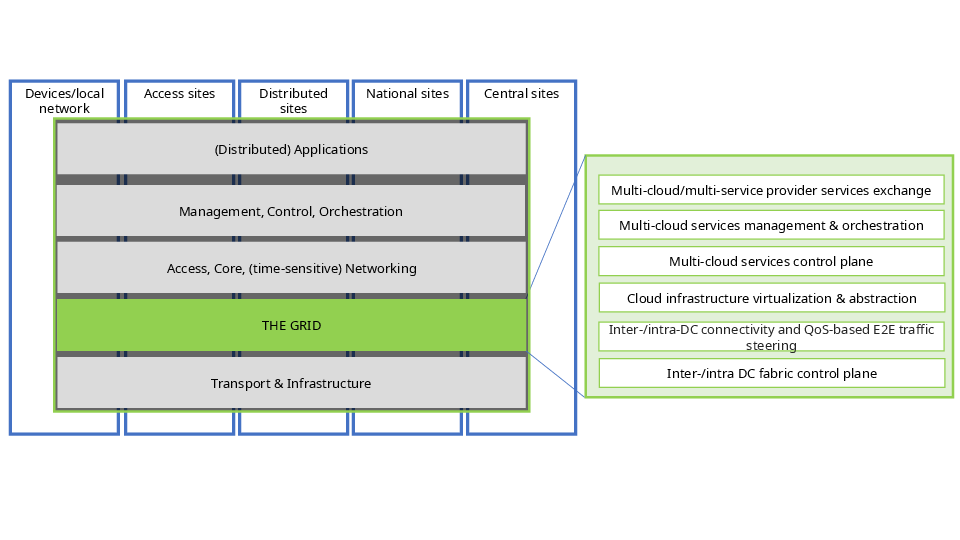 Devices/local
network
Access sites
Distributed
sites
National sites
Central sites
(Distributed) Applications
Management, Control, Orchestration
Access, Core, (time-sensitive) Networking
THE GRID
Transport & Infrastructure
Multi-cloud/multi-service provider services exchange
Multi-cloud services management & orchestration
Multi-cloud services control plane
Cloud infrastructure virtualization & abstraction
Inter-/intra-DC connectivity and QoS-based E2E traffic
steering
Inter-/intra DC fabric control plane